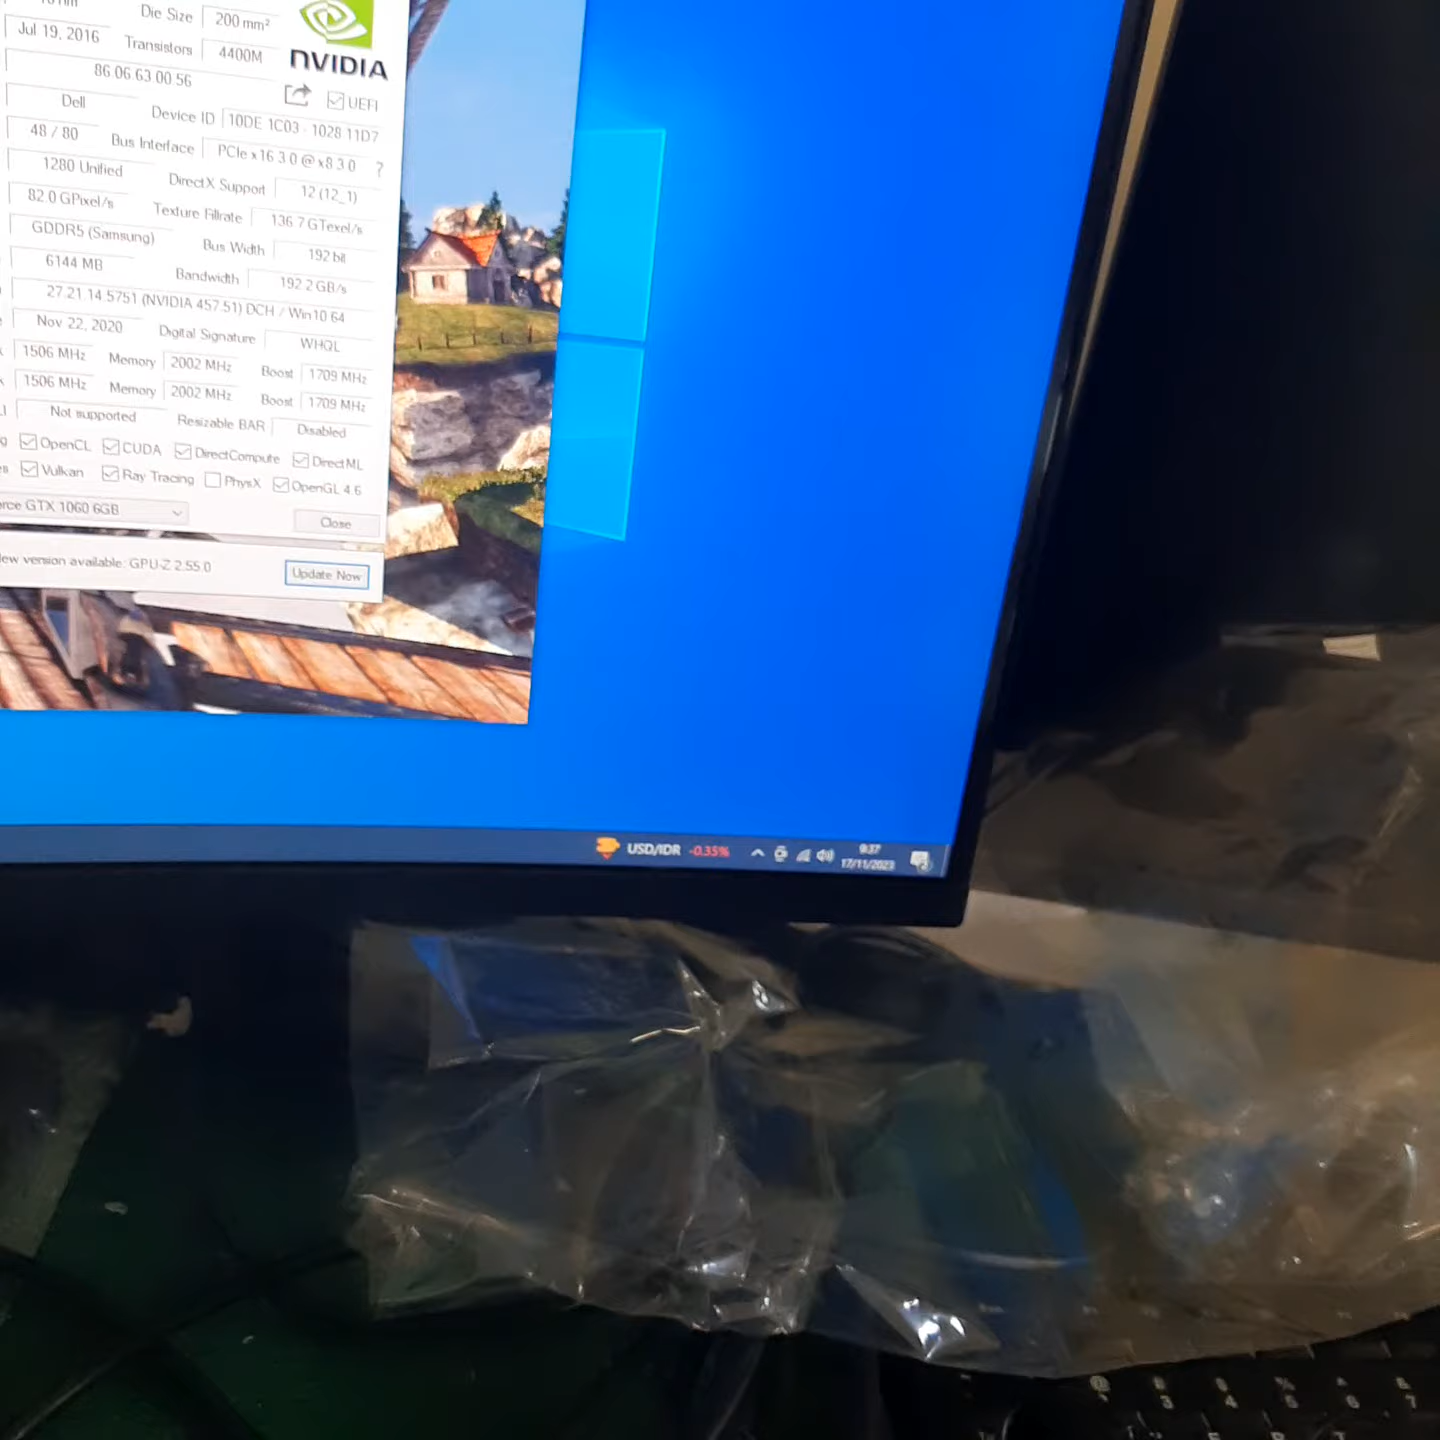 Die Size 200 mm²
Jul 19, 2016 Transistors 4400M
NVIDIA
86.06.63.00.56
UEFI
Dell Device ID 10DE 1C03 - 1028 11D7
48 / 80 Bus Interface PCIe x16 3.0 @ x8 3.0 ?
1280 Unified DirectX Support 12 (12_1)
82.0 GPixel/s Texture Fillrate 136.7 GTexel/s
GDDR5 (Samsung) Bus Width 192 bit
6144 MB Bandwidth 192.2 GB/s
27.21.14.5751 (NVIDIA 457.51) DCH / Win10 64
Nov 22, 2020 Digital Signature WHQL
1506 MHz Memory 2002 MHz Boost 1709 MHz
1506 MHz Memory 2002 MHz Boost 1709 MHz
Not supported Resizable BAR Disabled
OpenCL CUDA DirectCompute DirectML
Vulkan Ray Tracing PhysX OpenGL 4.6
rce GTX 1060 6GB Close
ew version available: GPU-Z 2.55.0 Update Now
USD/IDR -0.35% 9:37
17/11/2023